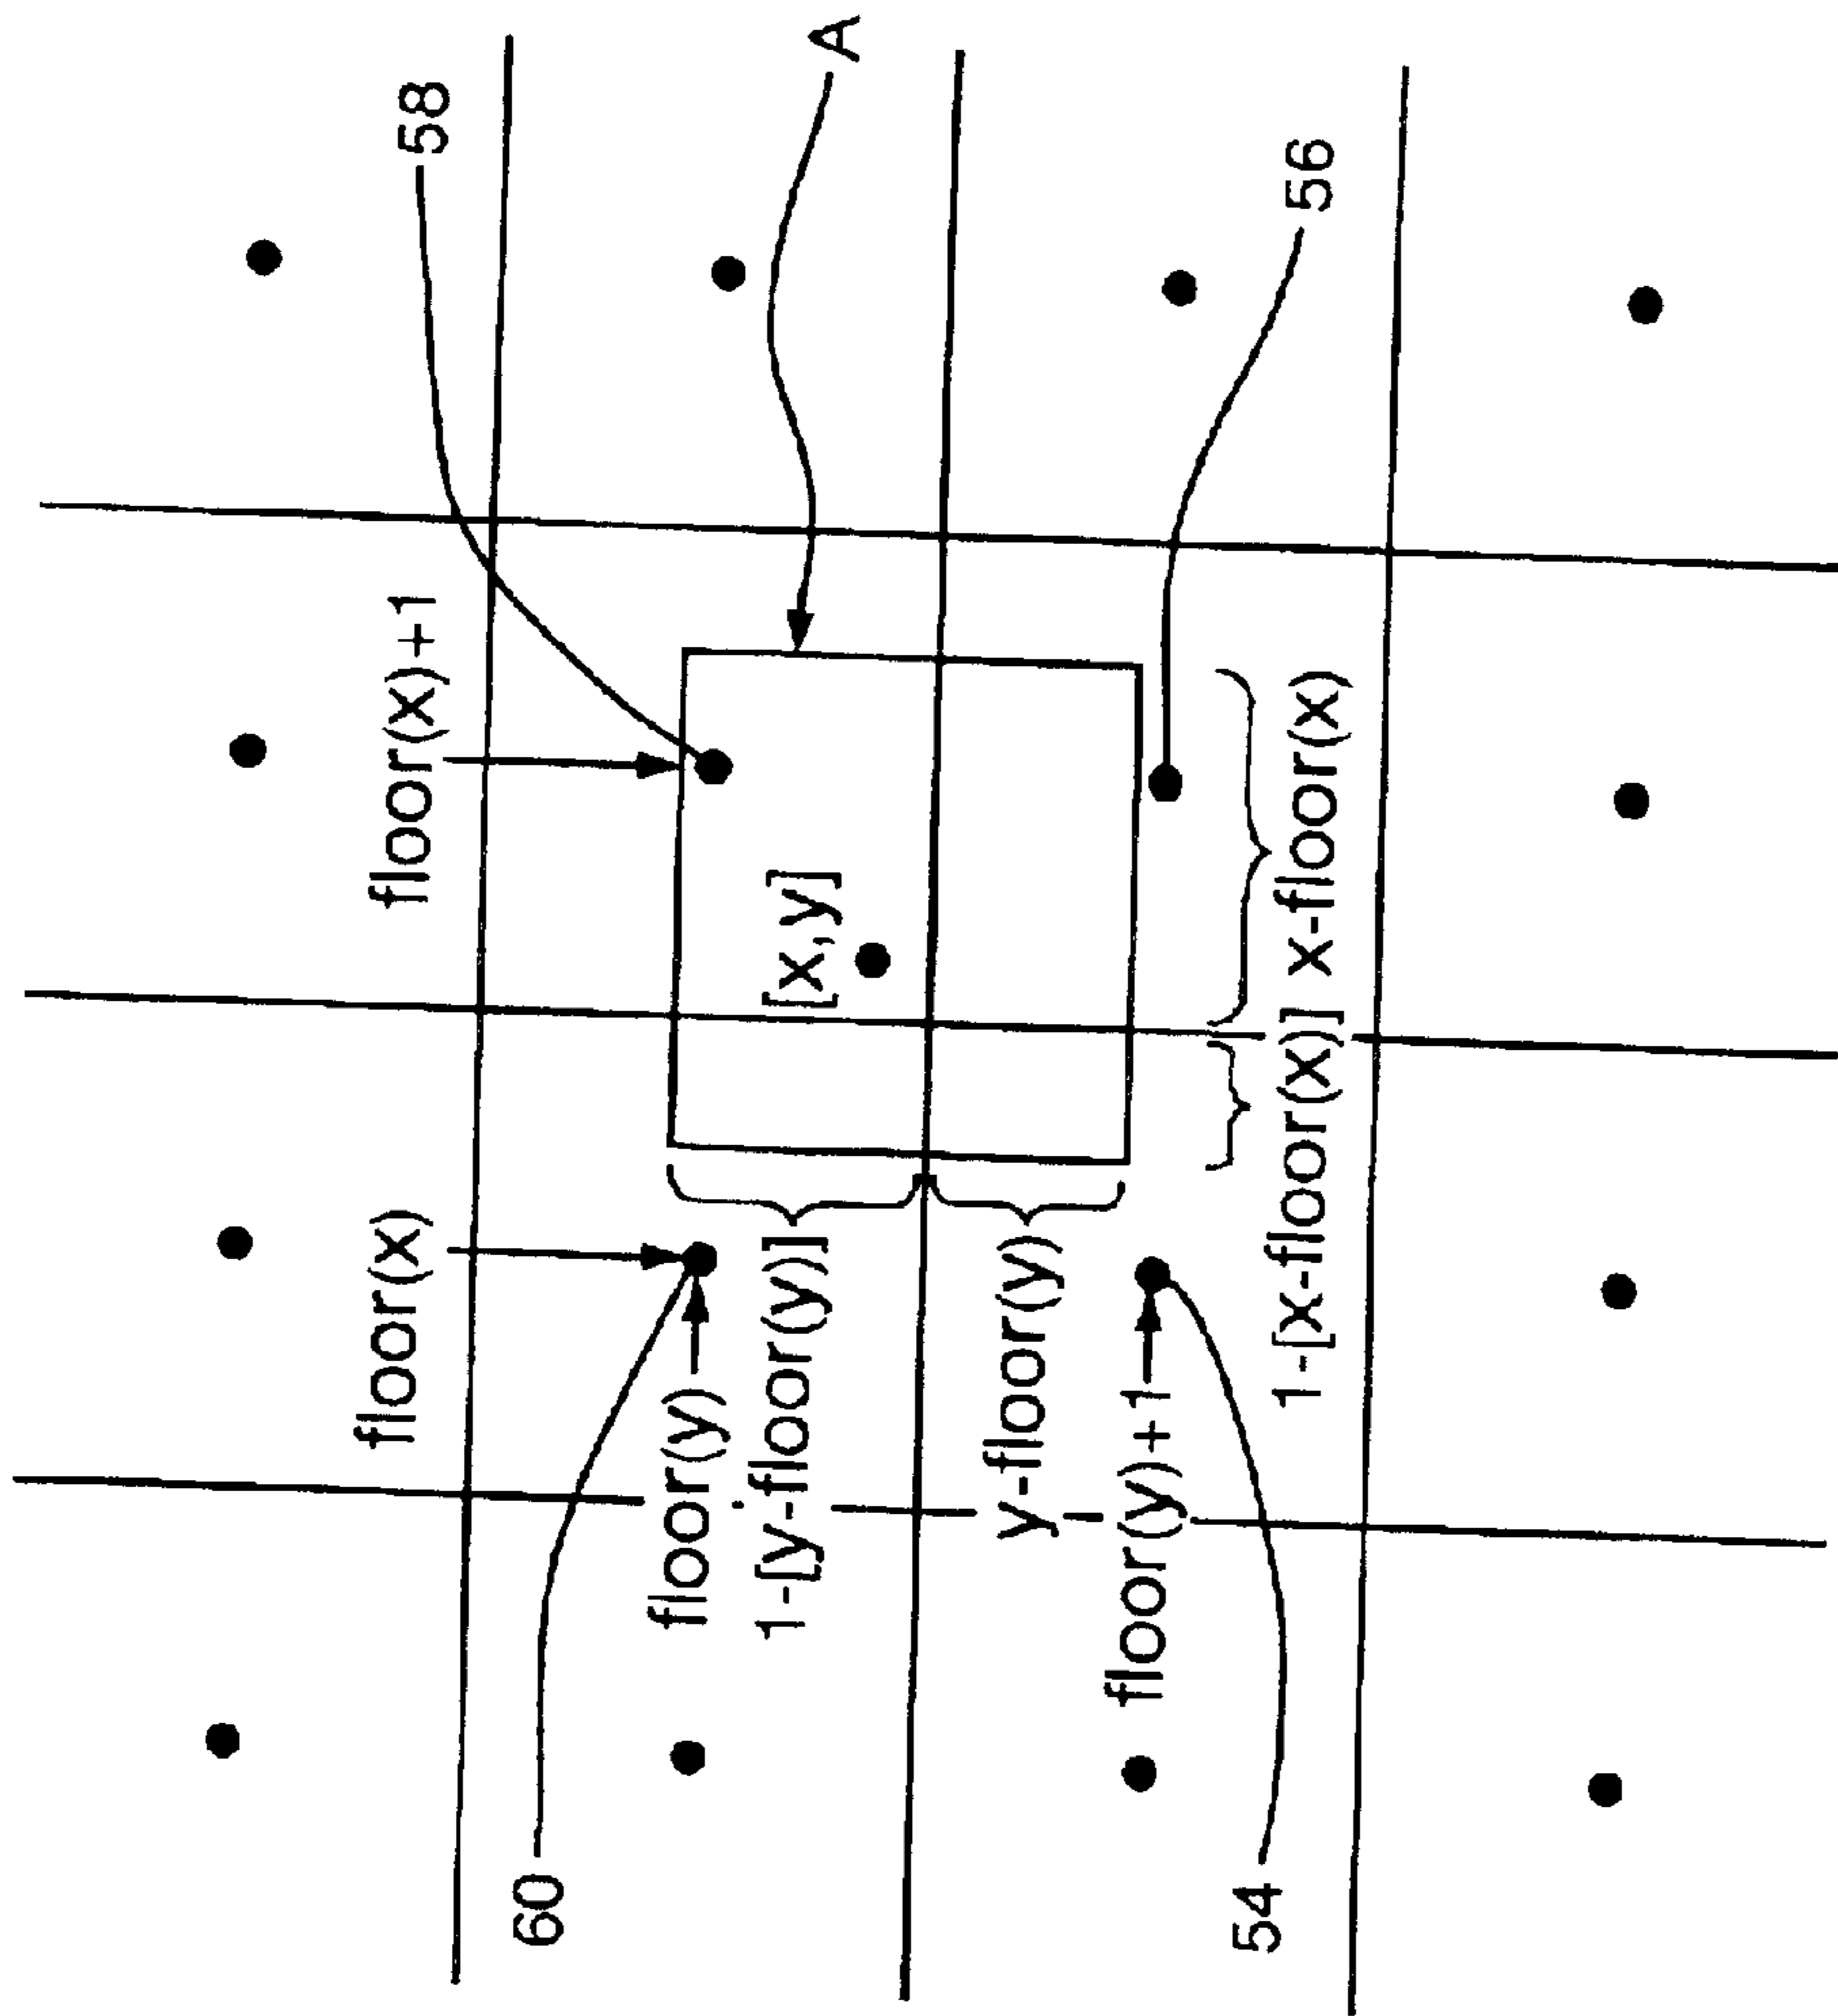 floor(x)
floor(x)+1
58
60
A
floor(y)
1-[y-floor(y)]
[x,y]
y-floor(y)
floor(y)+1
54
1-[x-floor(x)]
x-floor(x)
56